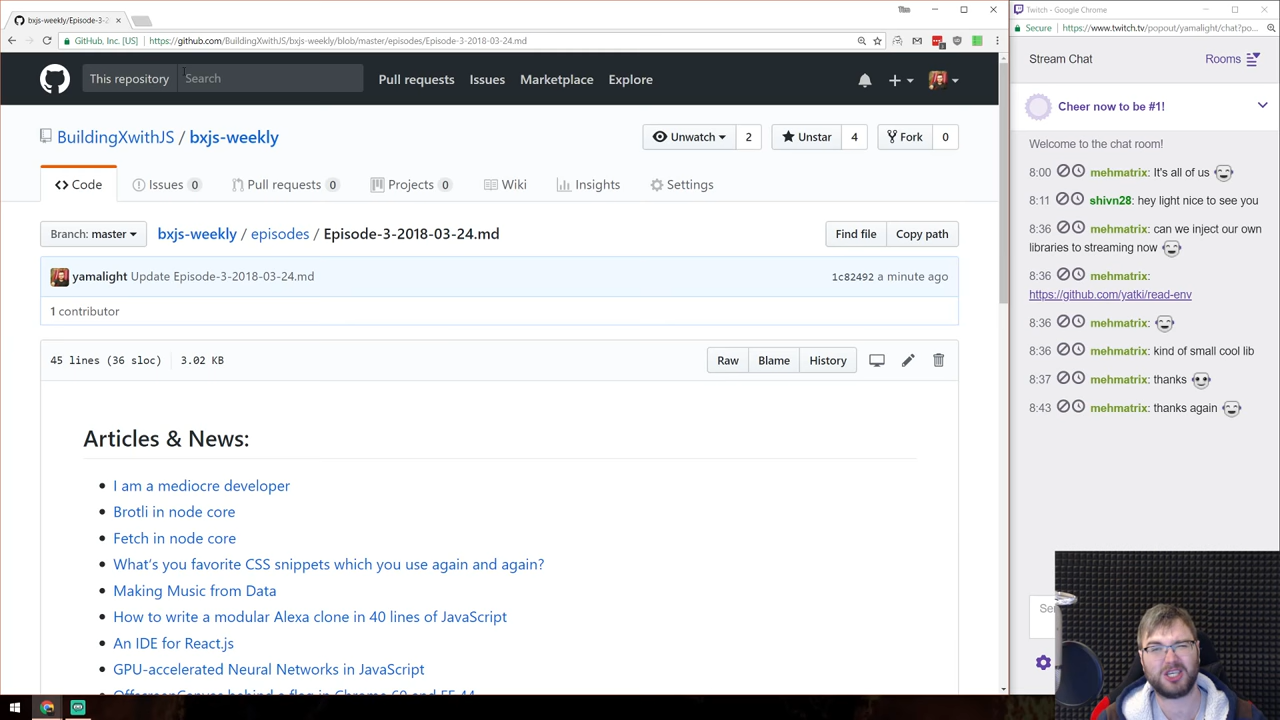 bxjs-weekly/Episode-3-2
GitHub, Inc. [US]
https://github.com/BuildingXwithJS/bxjs-weekly/blob/master/episodes/Episode-3-2018-03-24.md
This repository
Search
Pull requests
Issues
Marketplace
Explore
BuildingXwithJS / bxjs-weekly
Unwatch 2
Unstar 4
Fork 0
Code
Issues 0
Pull requests 0
Projects 0
Wiki
Insights
Settings
Branch: master
bxjs-weekly / episodes / Episode-3-2018-03-24.md
Find file
Copy path
yamalight Update Episode-3-2018-03-24.md
1c82492 a minute ago
1 contributor
45 lines (36 sloc)
3.02 KB
Raw
Blame
History
Articles & News:
I am a mediocre developer
Brotli in node core
Fetch in node core
What's you favorite CSS snippets which you use again and again?
Making Music from Data
How to write a modular Alexa clone in 40 lines of JavaScript
An IDE for React.js
GPU-accelerated Neural Networks in JavaScript
Twitch - Google Chrome
Secure
https://www.twitch.tv/popout/yamalight/chat?po...
Stream Chat
Rooms
Cheer now to be #1!
Welcome to the chat room!
8:00 mehmatrix: It's all of us
8:11 shivn28: hey light nice to see you
8:36 mehmatrix: can we inject our own
libraries to streaming now
8:36 mehmatrix:
https://github.com/yatki/read-env
8:36 mehmatrix:
8:36 mehmatrix: kind of small cool lib
8:37 mehmatrix: thanks
8:43 mehmatrix: thanks again